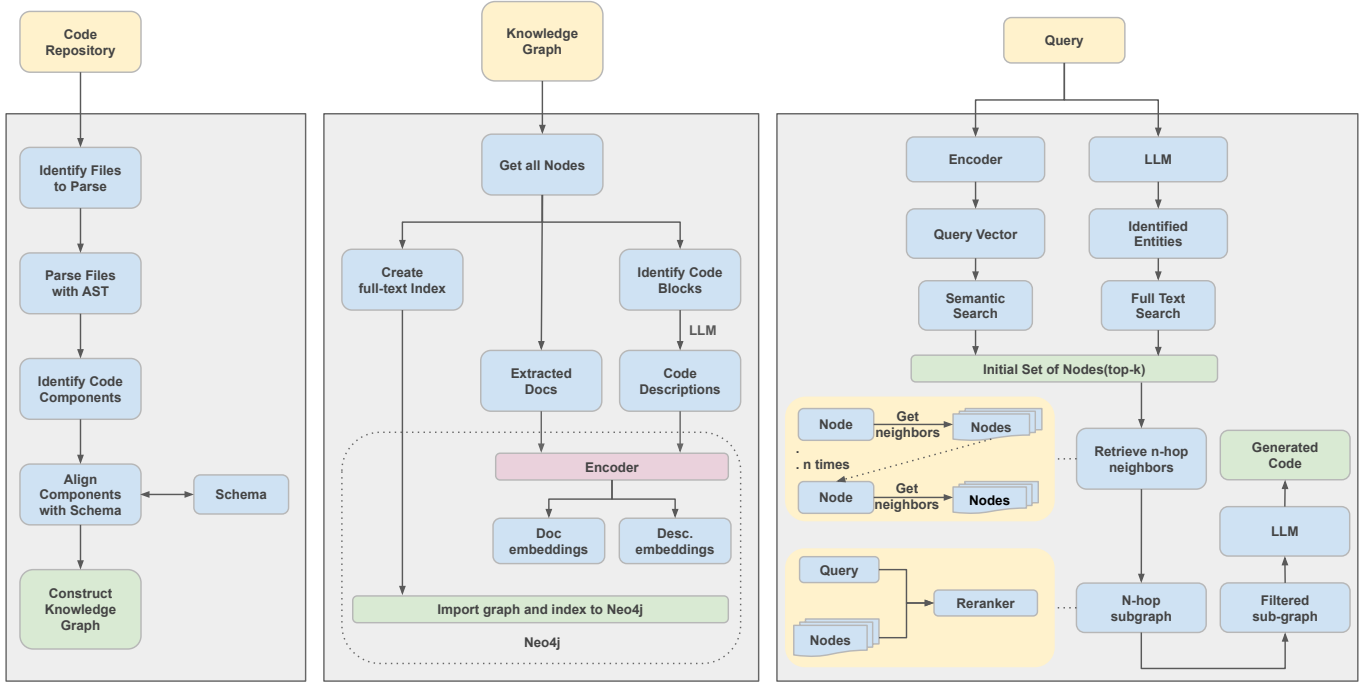 Code
Repository
Identify Files
to Parse
Parse Files
with AST
Identify Code
Components
Align
Components
with Schema
Schema
Construct
Knowledge
Graph
Knowledge
Graph
Get all Nodes
Create
full-text Index
Identify Code
Blocks
LLM
Extracted
Docs
Code
Descriptions
Encoder
Doc
embeddings
Desc.
embeddings
Import graph and index to Neo4j
Neo4j
Query
Encoder
LLM
Query Vector
Identified
Entities
Semantic
Search
Full Text
Search
Initial Set of Nodes(top-k)
Node
Get
neighbors
Nodes
.
. n times
Node
Get
neighbors
Nodes
Retrieve n-hop
neighbors
Generated
Code
LLM
Query
Nodes
Reranker
N-hop
subgraph
Filtered
sub-graph